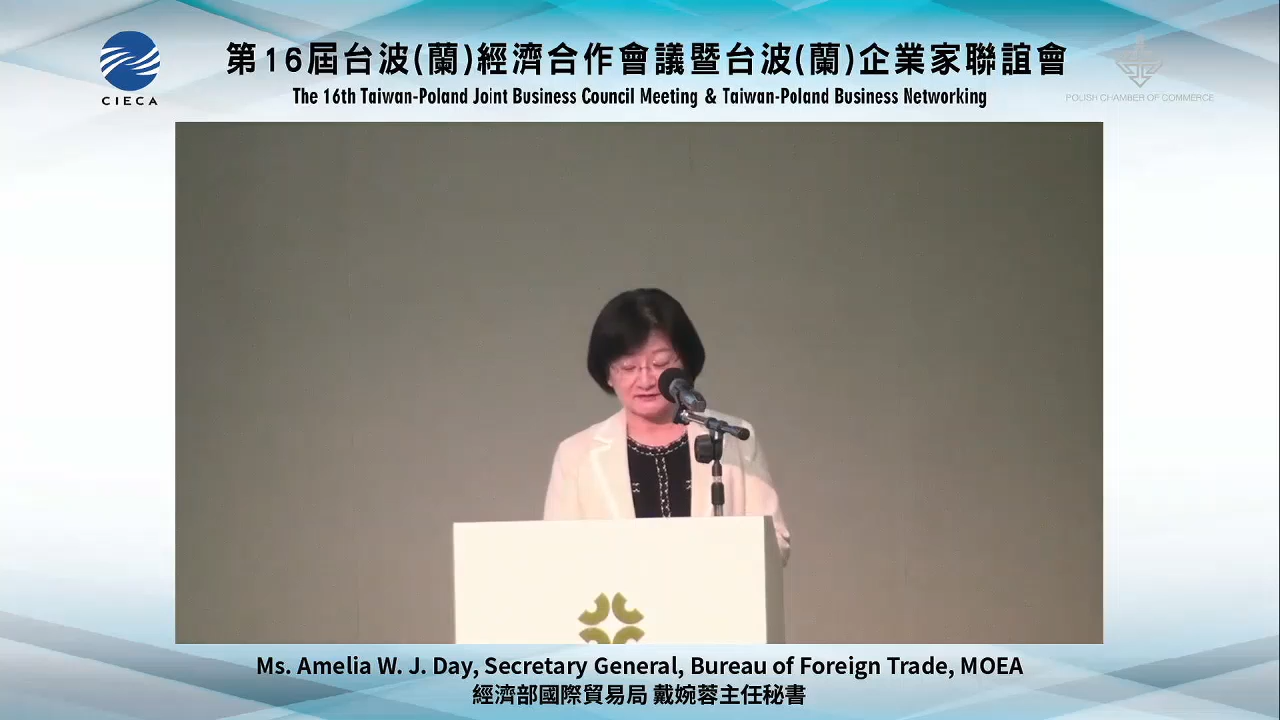 第16屆台波(蘭)經濟合作會議暨台波(蘭)企業家聯誼會
The 16th Taiwan-Poland Joint Business Council Meeting & Taiwan-Poland Business Networking
CIECA
POLISH CHAMBER OF COMMERCE
Ms. Amelia W. J. Day, Secretary General, Bureau of Foreign Trade, MOEA
經濟部國際貿易局 戴婉蓉主任秘書